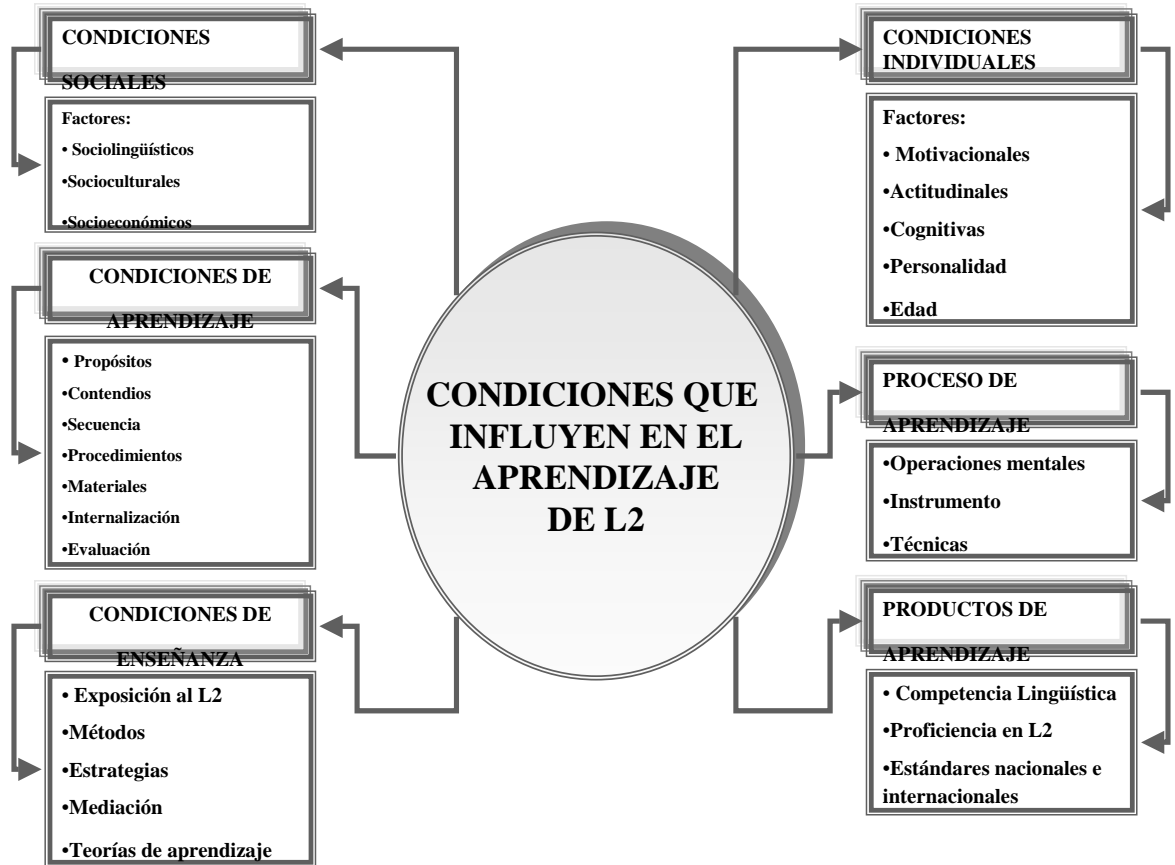 CONDICIONES
SOCIALES
Factores:
• Sociolingüísticos
•Socioculturales
•Socioeconómicos
CONDICIONES DE
APRENDIZAJE
• Propósitos
•Contendios
•Secuencia
•Procedimientos
•Materiales
•Internalización
•Evaluación
CONDICIONES DE
ENSEÑANZA
• Exposición al L2
•Métodos
•Estrategias
•Mediación
•Teorías de aprendizaje
CONDICIONES QUE
INFLUYEN EN EL
APRENDIZAJE
DE L2
CONDICIONES
INDIVIDUALES
Factores:
• Motivacionales
•Actitudinales
•Cognitivas
•Personalidad
•Edad
PROCESO DE
APRENDIZAJE
•Operaciones mentales
•Instrumento
•Técnicas
PRODUCTOS DE
APRENDIZAJE
• Competencia Lingüística
•Proficiencia en L2
•Estándares nacionales e
internacionales